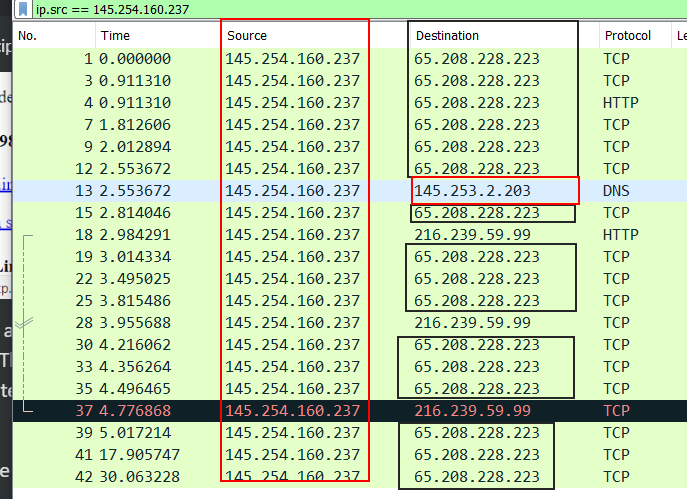 ip.src == 145.254.160.237
No. Time Source Destination Protocol Le
1 0.000000 145.254.160.237 65.208.228.223 TCP
3 0.911310 145.254.160.237 65.208.228.223 TCP
4 0.911310 145.254.160.237 65.208.228.223 HTTP
7 1.812606 145.254.160.237 65.208.228.223 TCP
9 2.012894 145.254.160.237 65.208.228.223 TCP
12 2.553672 145.254.160.237 65.208.228.223 TCP
13 2.553672 145.254.160.237 145.253.2.203 DNS
15 2.814046 145.254.160.237 65.208.228.223 TCP
18 2.984291 145.254.160.237 216.239.59.99 HTTP
19 3.014334 145.254.160.237 65.208.228.223 TCP
22 3.495025 145.254.160.237 65.208.228.223 TCP
25 3.815486 145.254.160.237 65.208.228.223 TCP
28 3.955688 145.254.160.237 216.239.59.99 TCP
30 4.216062 145.254.160.237 65.208.228.223 TCP
33 4.356264 145.254.160.237 65.208.228.223 TCP
35 4.496465 145.254.160.237 65.208.228.223 TCP
37 4.776868 145.254.160.237 216.239.59.99 TCP
39 5.017214 145.254.160.237 65.208.228.223 TCP
41 17.905747 145.254.160.237 65.208.228.223 TCP
42 30.063228 145.254.160.237 65.208.228.223 TCP